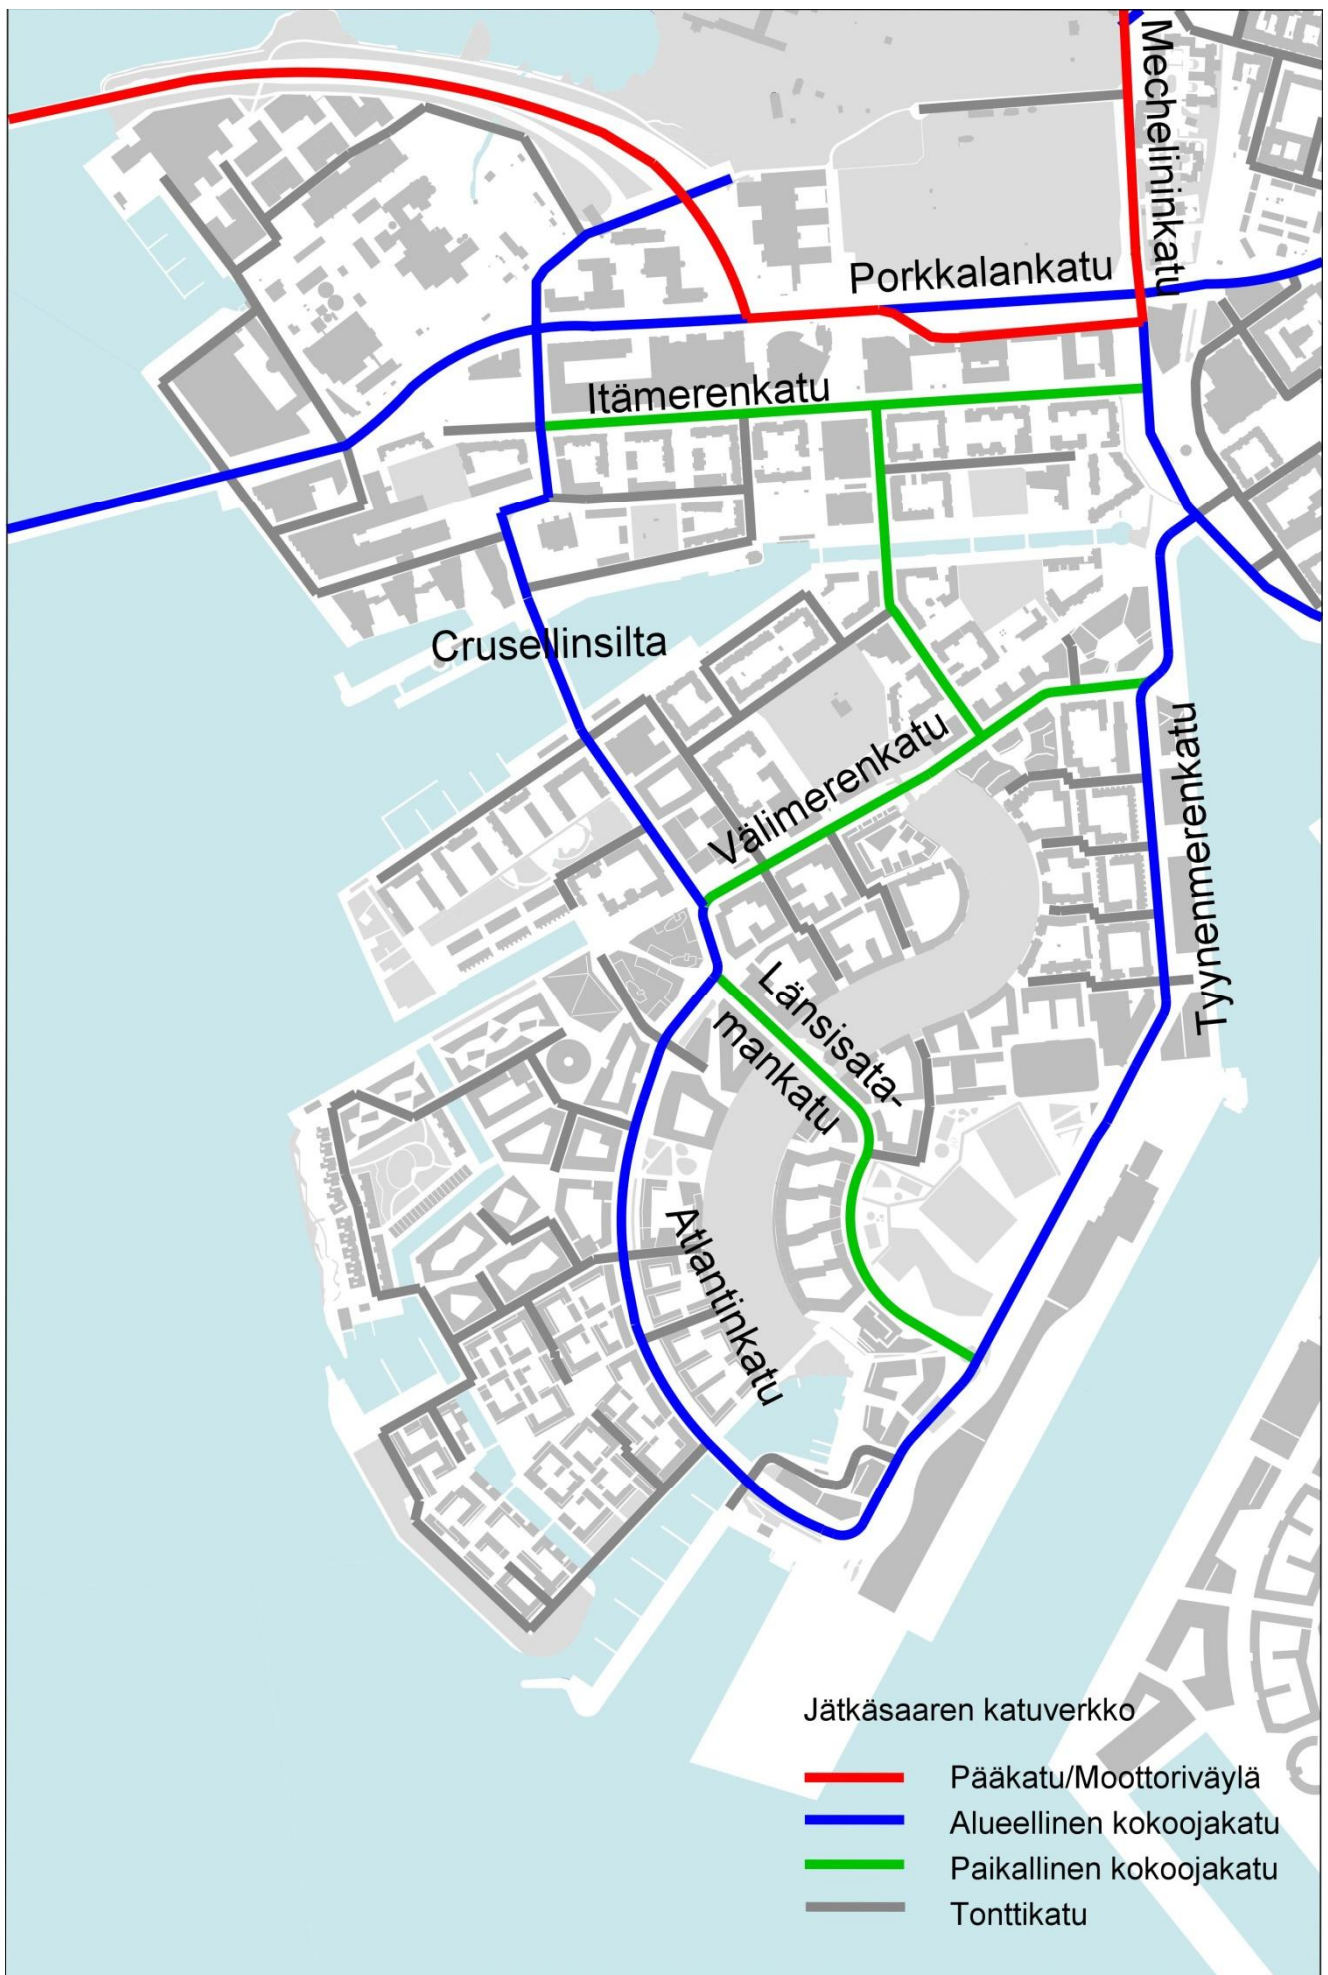 Mechelininkatu
Porkkalankatu
Itämerenkatu
Crusellinsilta
Välimerenkatu
Tyynenmerenkatu
Länsisata-
mankatu
Atlantinkatu
Jätkäsaaren katuverkko
Pääkatu/Moottoriväylä
Alueellinen kokoojakatu
Paikallinen kokoojakatu
Tonttikatu